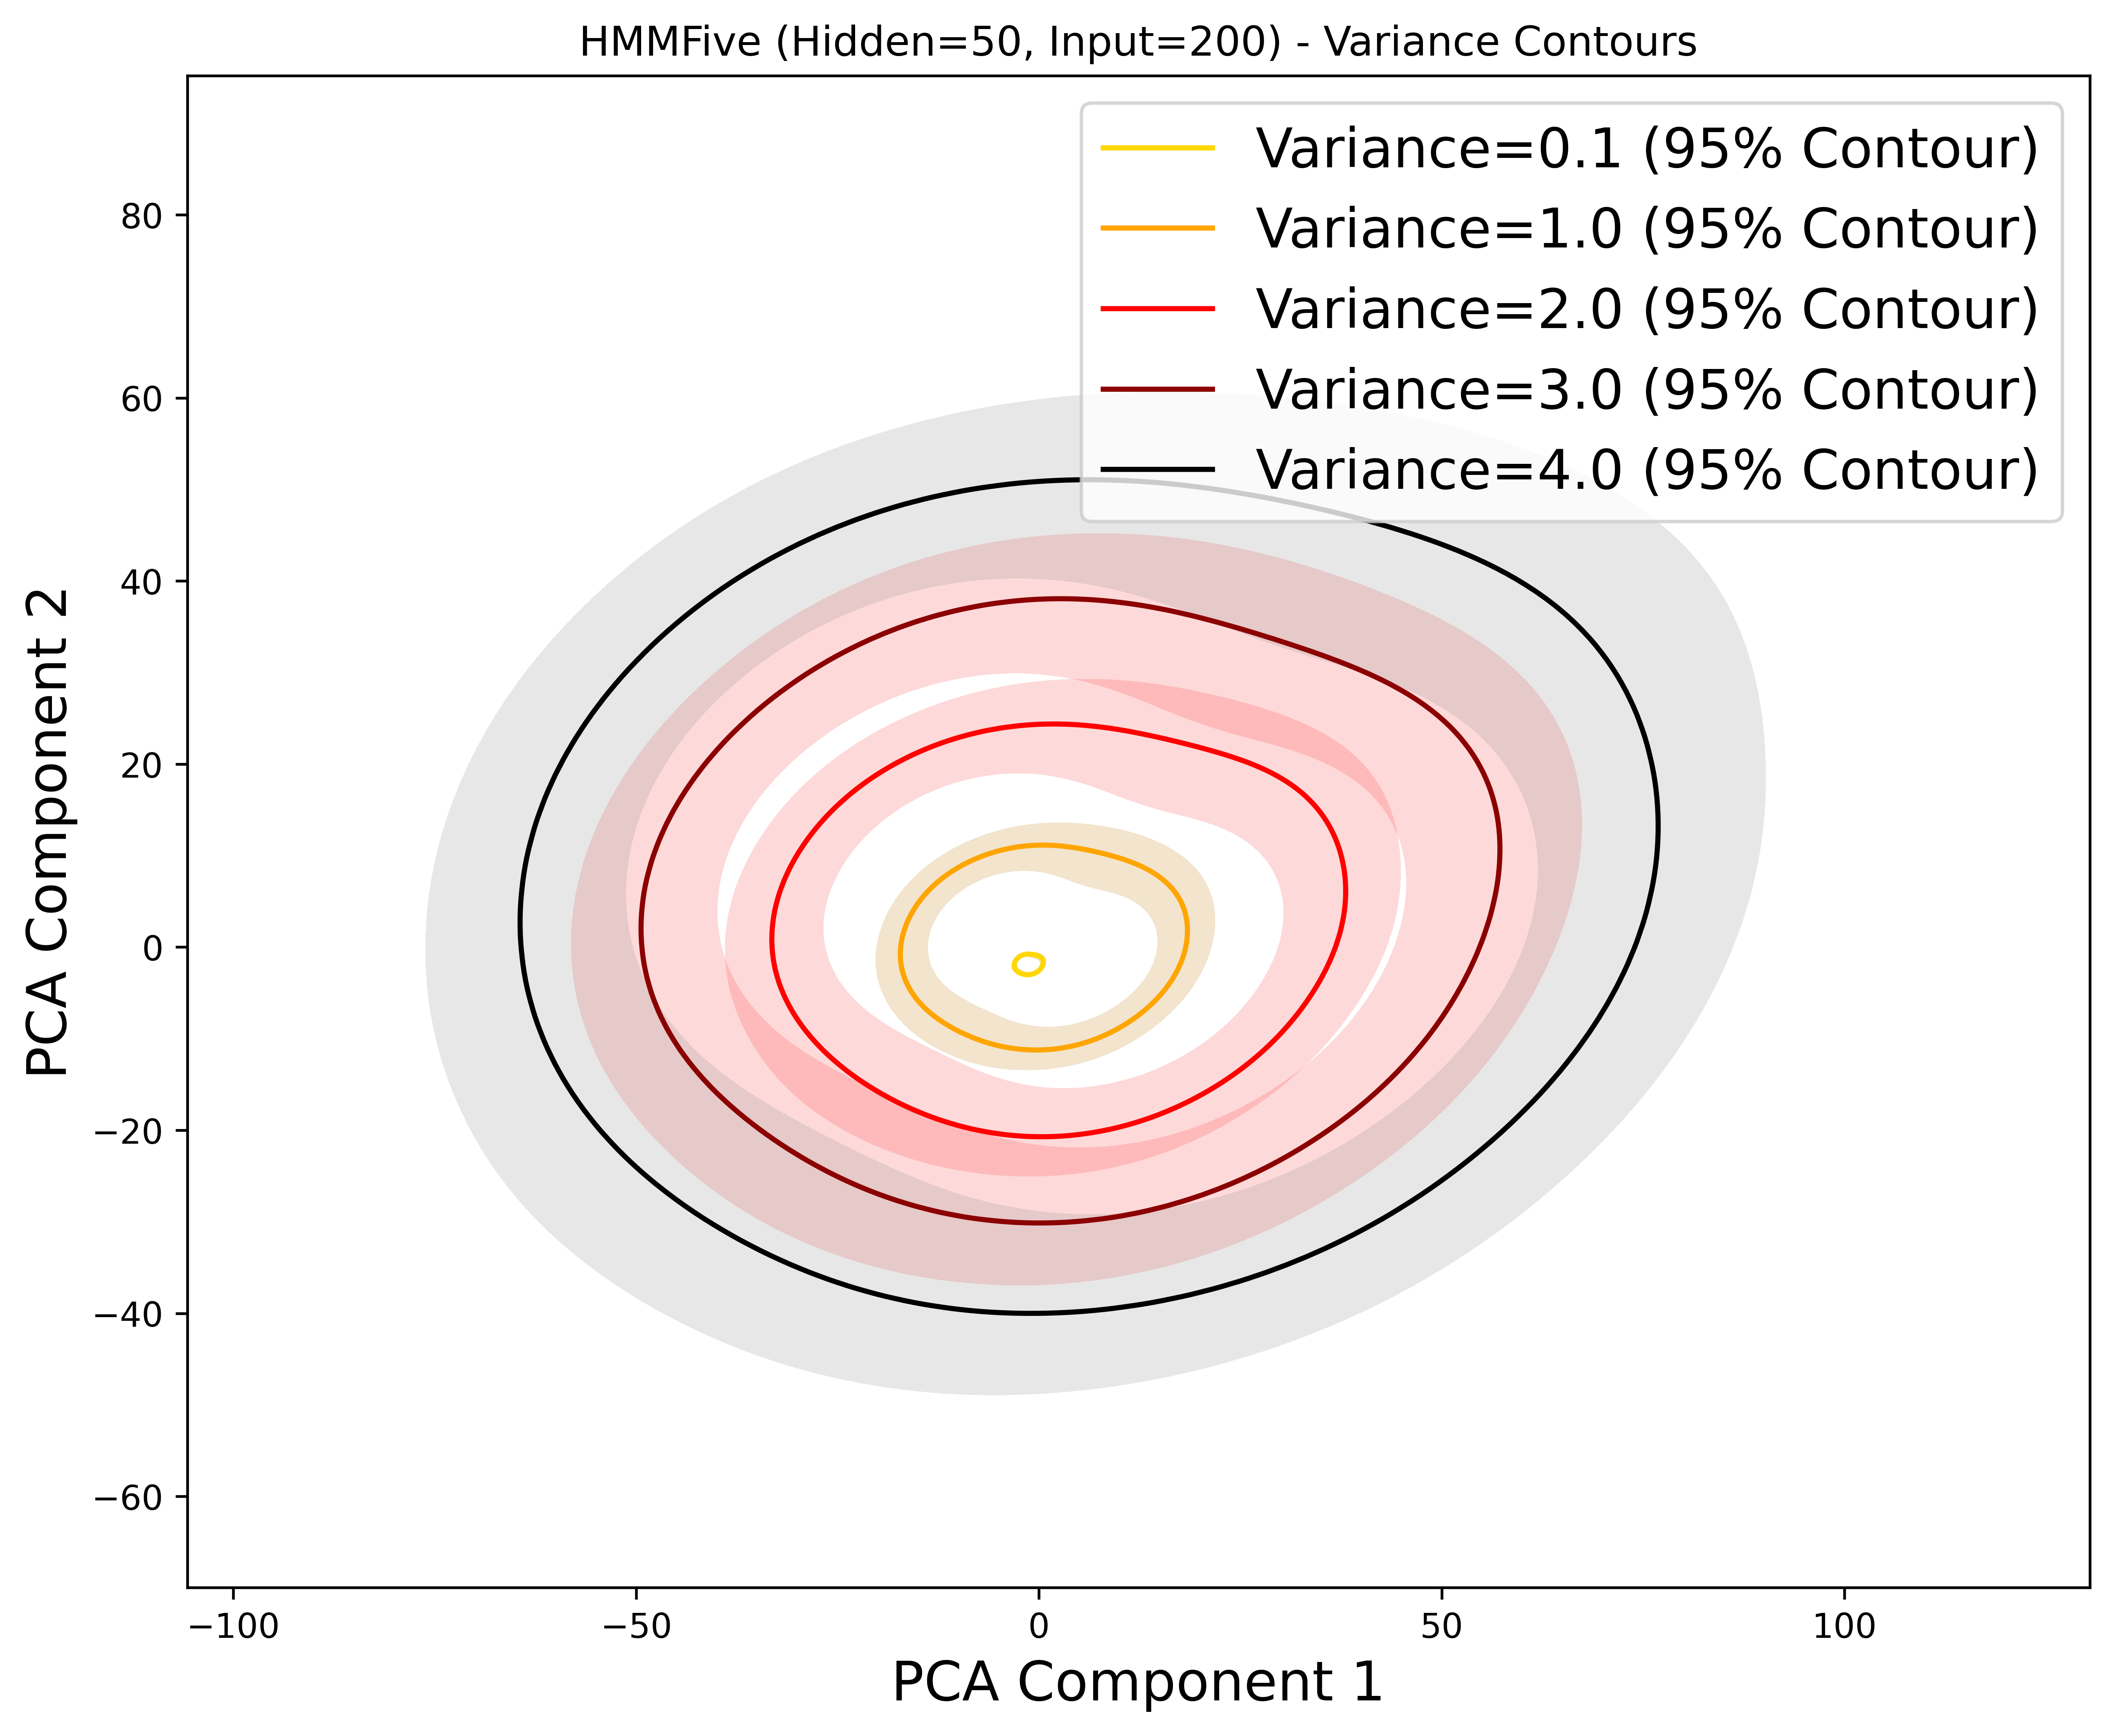 HMMFive (Hidden=50, Input=200) - Variance Contours
Variance=0.1 (95% Contour)
Variance=1.0 (95% Contour)
Variance=2.0 (95% Contour)
Variance=3.0 (95% Contour)
Variance=4.0 (95% Contour)
PCA Component 2
80
60
40
20
0
−20
−40
−60
−100
−50
0
50
100
PCA Component 1